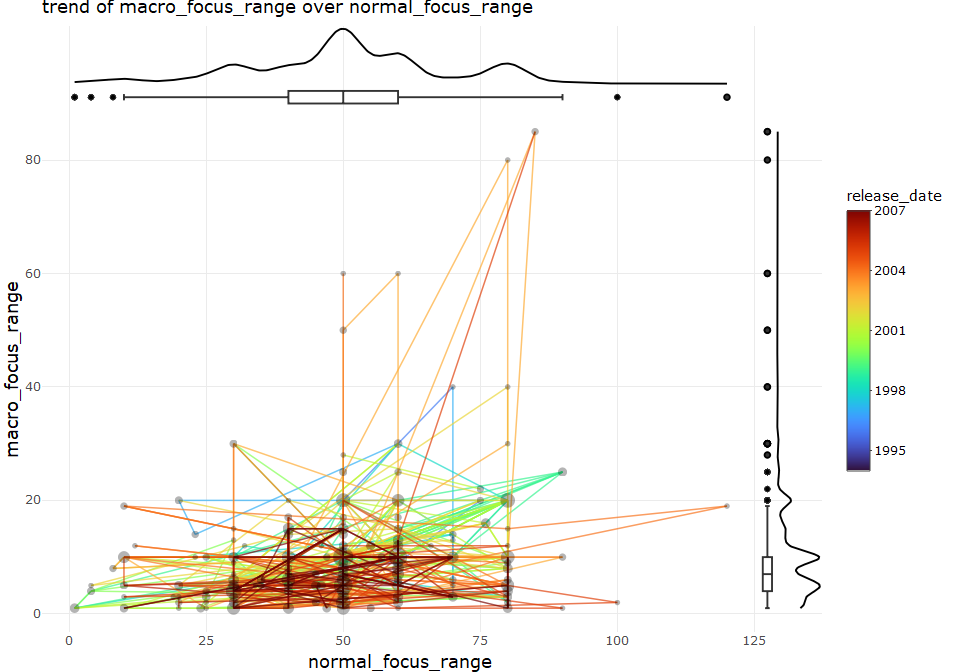 trend of macro_focus_range over normal_focus_range
80
60
40
20
0
macro_focus_range
0 25 50 75 100 125
normal_focus_range
release_date
2007
2004
2001
1998
1995